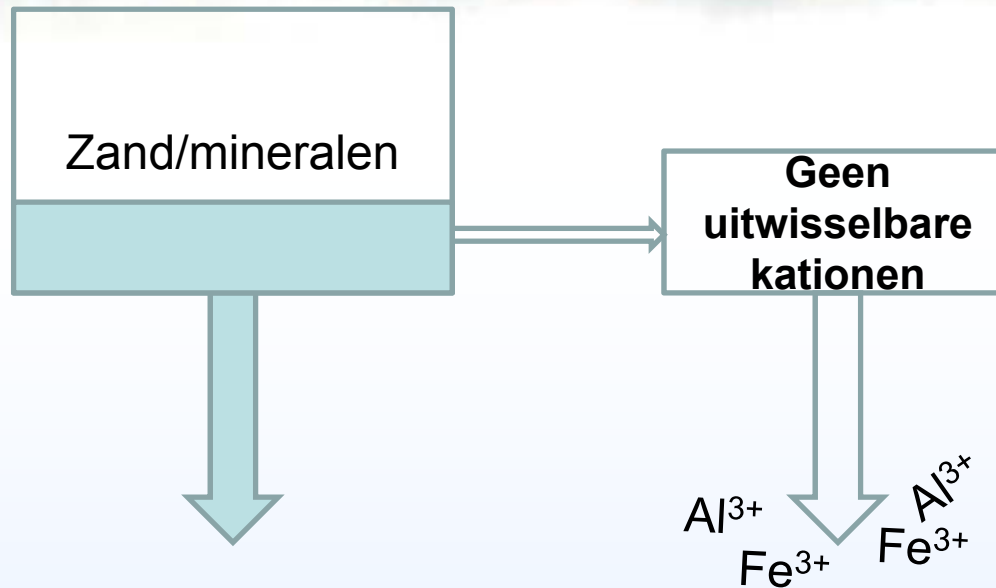 Zand/mineralen
Geen
uitwisselbare
kationen
Al³⁺
Al³⁺
Fe³⁺
Fe³⁺